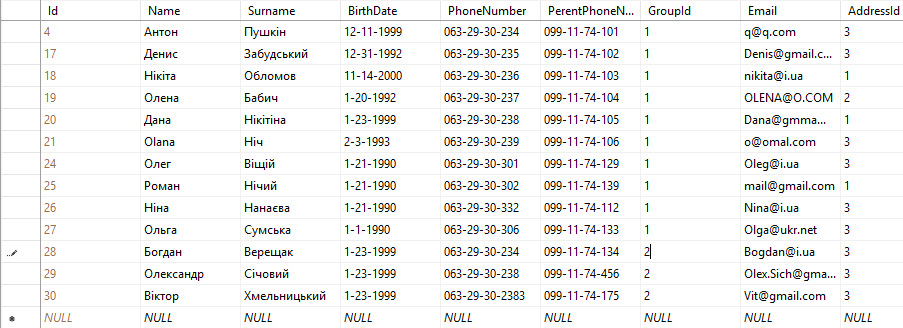 Id Name Surname BirthDate PhoneNumber PerentPhoneN... GroupId Email AddressId
4 Антон Пушкін 12-11-1999 063-29-30-234 099-11-74-101 1 q@q.com 3
17 Денис Забудський 12-31-1992 063-29-30-235 099-11-74-102 1 Denis@gmail.c... 3
18 Нікіта Обломов 11-14-2000 063-29-30-236 099-11-74-103 1 nikita@i.ua 1
19 Олена Бабич 1-20-1992 063-29-30-237 099-11-74-104 1 OLENA@O.COM 2
20 Дана Нікітіна 1-23-1999 063-29-30-238 099-11-74-105 1 Dana@gmma... 1
21 Olana Ніч 2-3-1993 063-29-30-239 099-11-74-106 1 o@omal.com 3
24 Олег Віщій 1-21-1990 063-29-30-301 099-11-74-129 1 Oleg@i.ua 3
25 Роман Нічий 1-21-1990 063-29-30-302 099-11-74-139 1 mail@gmail.com 1
26 Ніна Нанаєва 1-21-1990 063-29-30-332 099-11-74-112 1 Nina@i.ua 3
27 Ольга Сумська 1-1-1990 063-29-30-306 099-11-74-133 1 Olga@ukr.net 3
28 Богдан Верещак 1-23-1999 063-29-30-234 099-11-74-134 2 Bogdan@i.ua 3
29 Олександр Січовий 1-23-1999 063-29-30-238 099-11-74-456 2 Olex.Sich@gma... 3
30 Віктор Хмельницький 1-23-1999 063-29-30-2383 099-11-74-175 2 Vit@gmail.com 3
NULL NULL NULL NULL NULL NULL NULL NULL NULL